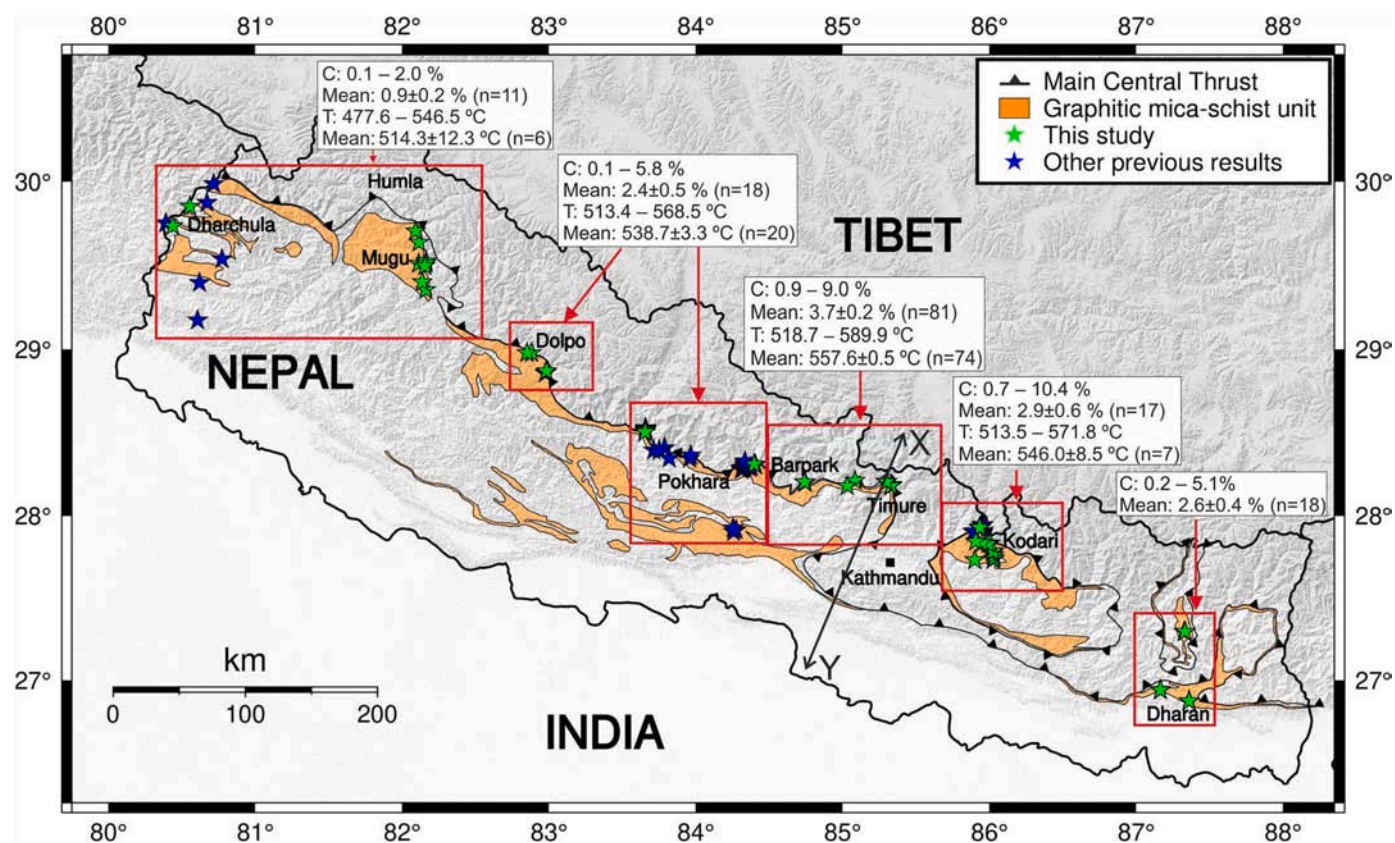 80° 81° 82° 83° 84° 85° 86° 87° 88°
C: 0.1 – 2.0 %
Mean: 0.9±0.2 % (n=11)
T: 477.6 – 546.5 ºC
Mean: 514.3±12.3 ºC (n=6)
Main Central Thrust
Graphitic mica-schist unit
This study
Other previous results
C: 0.1 – 5.8 %
Mean: 2.4±0.5 % (n=18)
T: 513.4 – 568.5 ºC
Mean: 538.7±3.3 ºC (n=20)
30°
30°
Humla
Dharchula
Mugu
TIBET
C: 0.9 – 9.0 %
Mean: 3.7±0.2 % (n=81)
T: 518.7 – 589.9 ºC
Mean: 557.6±0.5 ºC (n=74)
29°
29°
NEPAL
Dolpo
C: 0.7 – 10.4 %
Mean: 2.9±0.6 % (n=17)
T: 513.5 – 571.8 ºC
Mean: 546.0±8.5 ºC (n=7)
X
Barpark
Pokhara
Timure
C: 0.2 – 5.1%
Mean: 2.6±0.4 % (n=18)
28°
28°
Kodari
Kathmandu
km
0 100 200
Y
27°
27°
Dharan
INDIA
80° 81° 82° 83° 84° 85° 86° 87° 88°